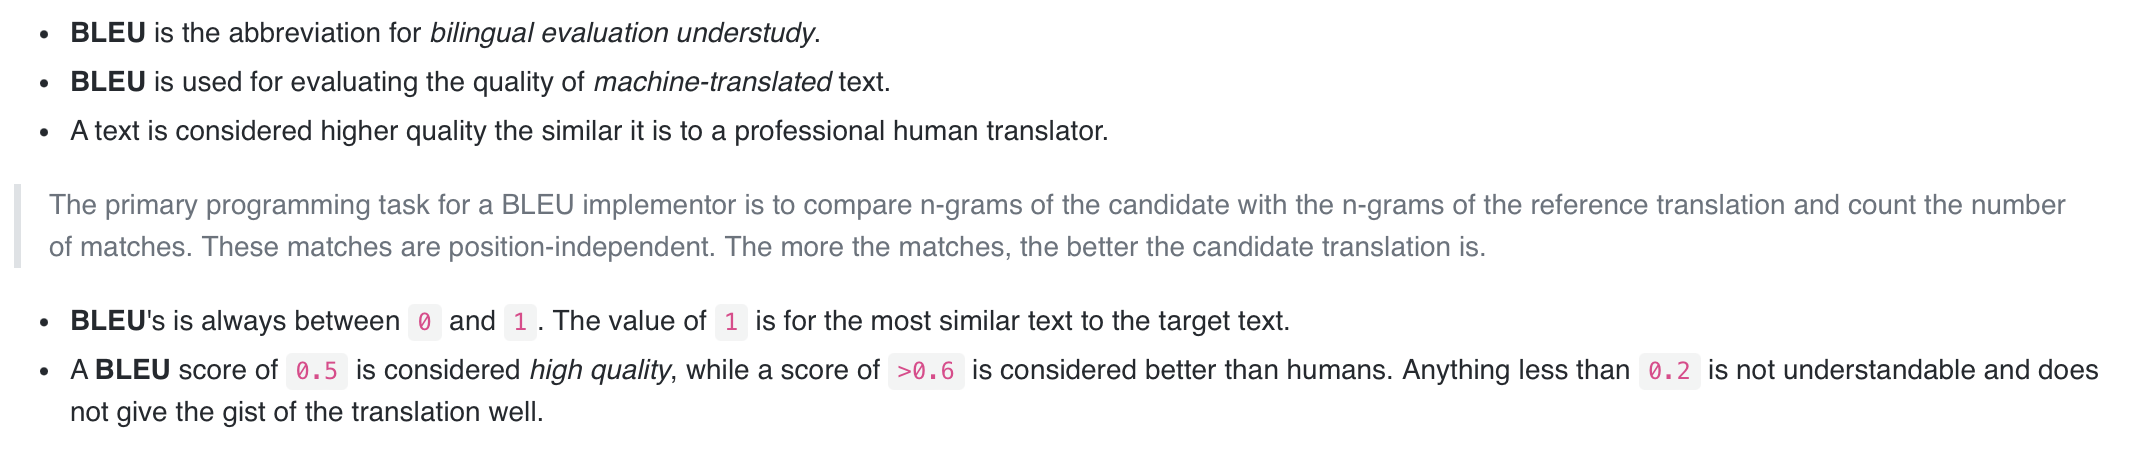 • BLEU is the abbreviation for bilingual evaluation understudy.
• BLEU is used for evaluating the quality of machine-translated text.
• A text is considered higher quality the similar it is to a professional human translator.
The primary programming task for a BLEU implementor is to compare n-grams of the candidate with the n-grams of the reference translation and count the number
of matches. These matches are position-independent. The more the matches, the better the candidate translation is.
• BLEU's is always between 0 and 1 . The value of 1 is for the most similar text to the target text.
• A BLEU score of 0.5 is considered high quality, while a score of >0.6 is considered better than humans. Anything less than 0.2 is not understandable and does
not give the gist of the translation well.